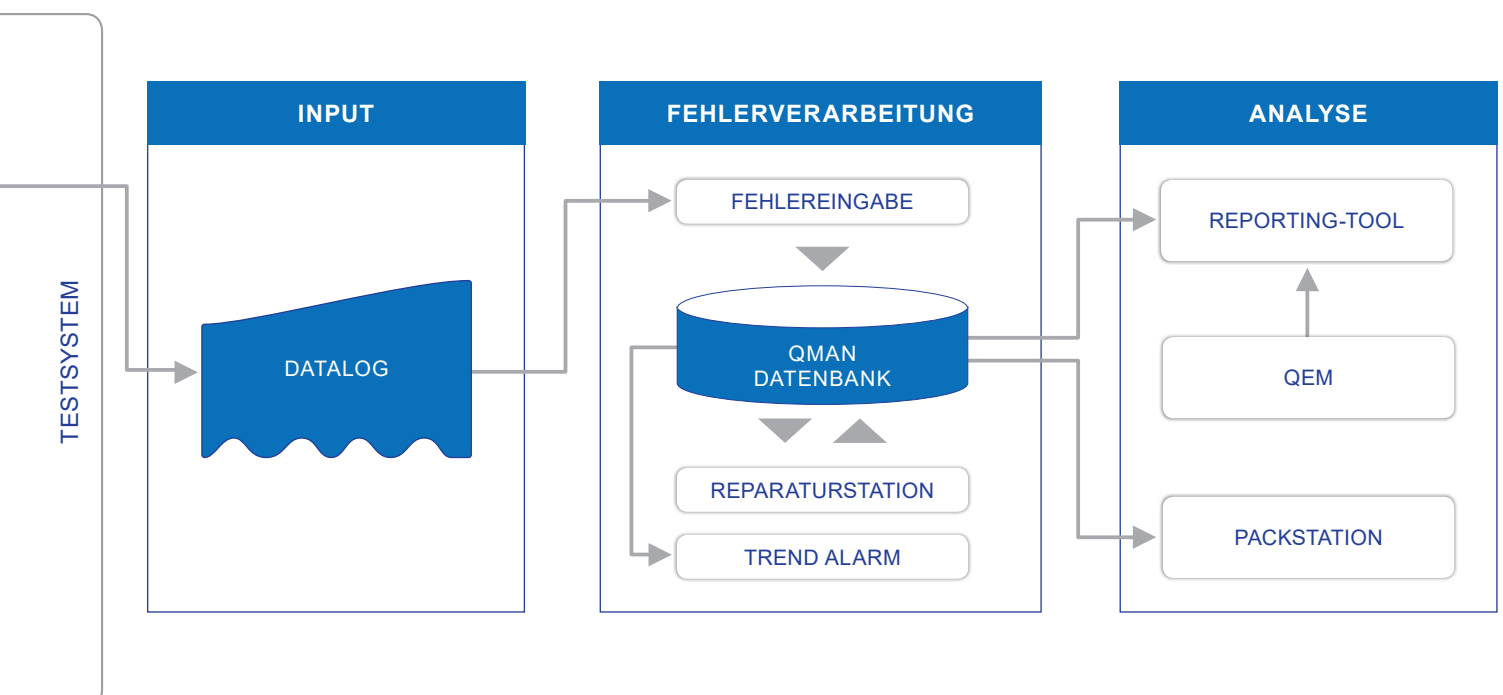 TESTSYSTEM
INPUT
DATALOG
FEHLERVERARBEITUNG
FEHLEREINGABE
QMAN
DATENBANK
REPARATURSTATION
TREND ALARM
ANALYSE
REPORTING-TOOL
QEM
PACKSTATION